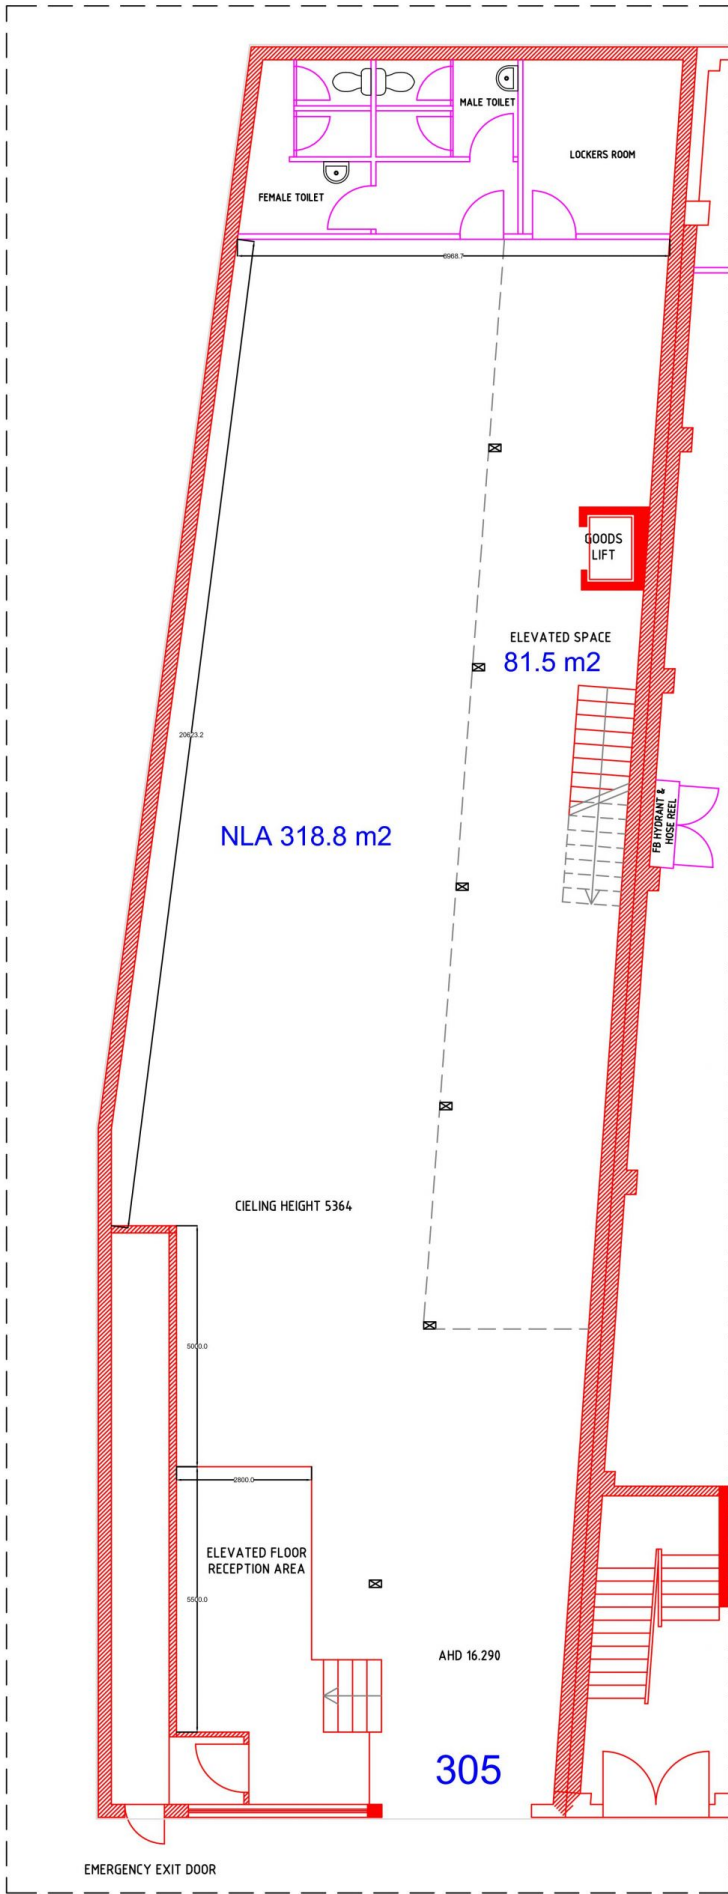 MALE TOILET
LOCKERS ROOM
FEMALE TOILET
8968.7
GOODS
LIFT
ELEVATED SPACE
81.5 m2
20623.2
FB HYDRANT &
HOSE REEL
NLA 318.8 m2
CIELING HEIGHT 5364
5000.0
2800.0
ELEVATED FLOOR
RECEPTION AREA
5500.0
AHD 16.290
305
EMERGENCY EXIT DOOR